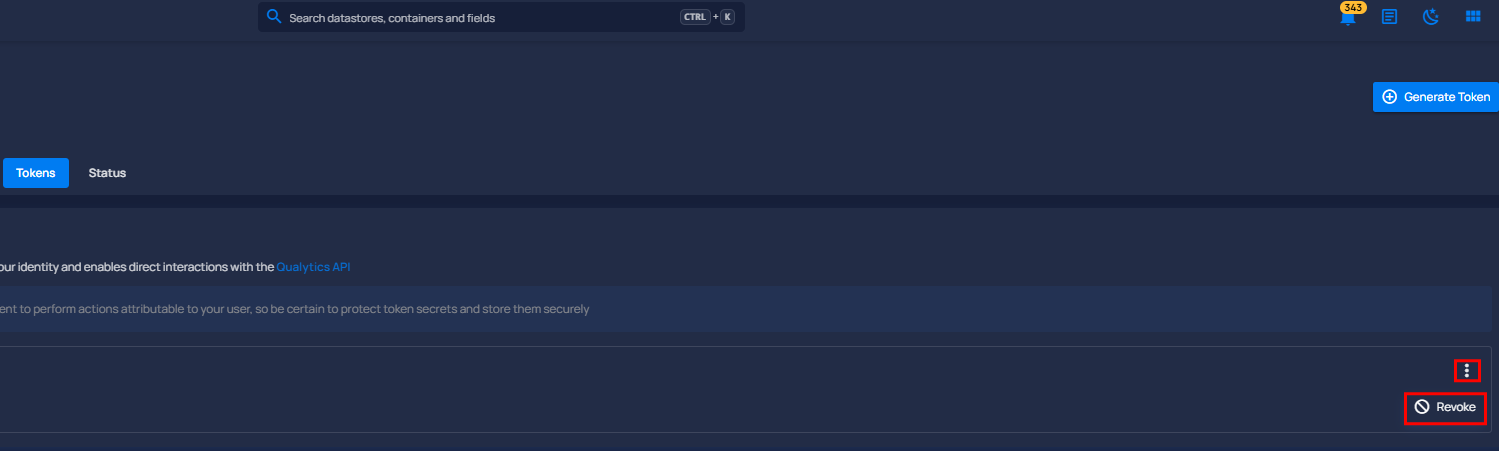 Search datastores, containers and fields CTRL + K 343
Generate Token
Tokens Status
our identity and enables direct interactions with the Qualytics API
ent to perform actions attributable to your user, so be certain to protect token secrets and store them securely
Revoke